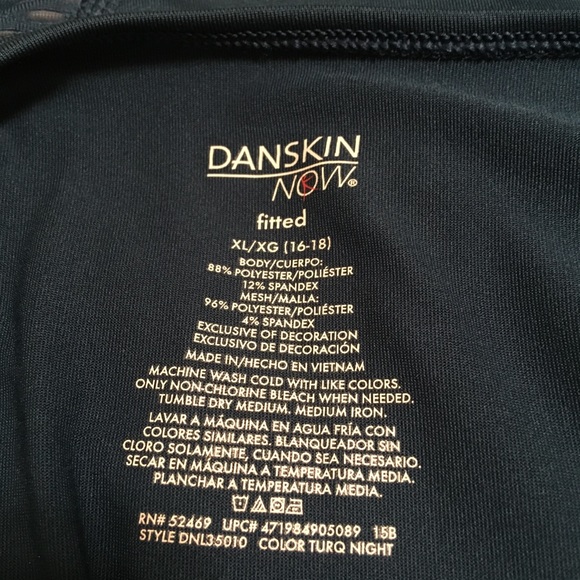 DANSKIN
NOW®
fitted
XL/XG (16-18)
BODY/CUERPO:
88% POLYESTER/POLIÉSTER
12% SPANDEX
MESH/MALLA:
96% POLYESTER/POLIÉSTER
4% SPANDEX
EXCLUSIVE OF DECORATION
EXCLUSIVO DE DECORACIÓN
MADE IN/HECHO EN VIETNAM
MACHINE WASH COLD WITH LIKE COLORS.
ONLY NON-CHLORINE BLEACH WHEN NEEDED.
TUMBLE DRY MEDIUM. MEDIUM IRON.
LAVAR A MÁQUINA EN AGUA FRÍA CON
COLORES SIMILARES. BLANQUEADOR SIN
CLORO SOLAMENTE, CUANDO SEA NECESARIO.
SECAR EN MÁQUINA A TEMPERATURA MEDIA.
PLANCHAR A TEMPERATURA MEDIA.
RN# 52469 UPC# 471984905089 15B
STYLE DNL35010 COLOR TURQ NIGHT